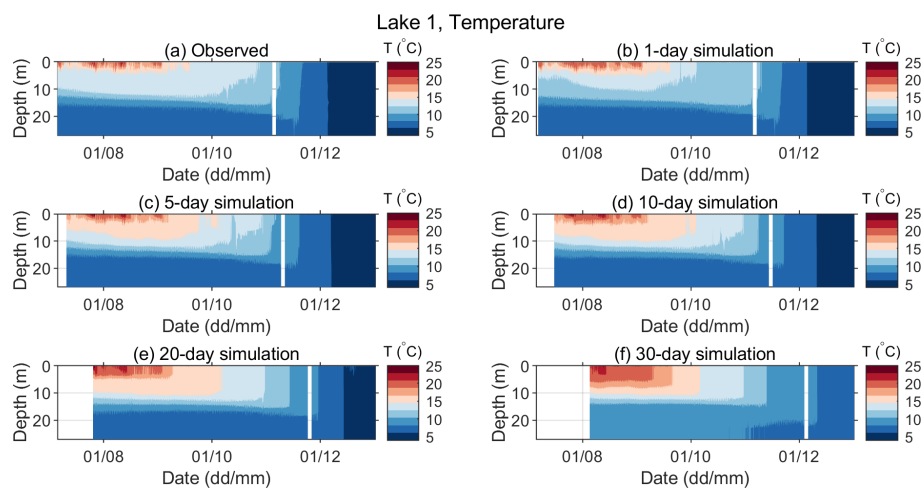 Lake 1, Temperature
(a) Observed
T (°C)
(b) 1-day simulation
T (°C)
Depth (m)
0
10
20
01/08
01/10
01/12
Date (dd/mm)
25
20
15
10
5
Depth (m)
0
10
20
01/08
01/10
01/12
Date (dd/mm)
25
20
15
10
5
(c) 5-day simulation
T (°C)
(d) 10-day simulation
T (°C)
Depth (m)
0
10
20
01/08
01/10
01/12
Date (dd/mm)
25
20
15
10
5
Depth (m)
0
10
20
01/08
01/10
01/12
Date (dd/mm)
25
20
15
10
5
(e) 20-day simulation
T (°C)
(f) 30-day simulation
T (°C)
Depth (m)
0
10
20
01/08
01/10
01/12
Date (dd/mm)
25
20
15
10
5
Depth (m)
0
10
20
01/08
01/10
01/12
Date (dd/mm)
25
20
15
10
5